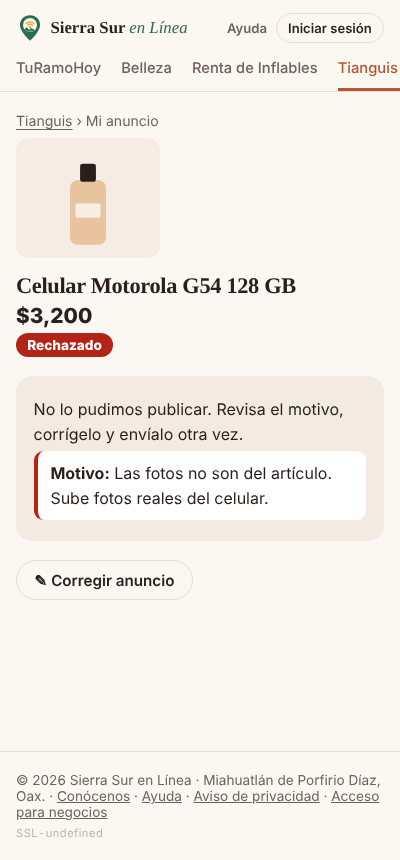 Sierra Sur en Línea
Ayuda
Iniciar sesión
TuRamoHoy
Belleza
Renta de Inflables
Tianguis
Tianguis › Mi anuncio
Celular Motorola G54 128 GB
$3,200
Rechazado
No lo pudimos publicar. Revisa el motivo,
corrígelo y envíalo otra vez.
Motivo: Las fotos no son del artículo.
Sube fotos reales del celular.
✎ Corregir anuncio
© 2026 Sierra Sur en Línea · Miahuatlán de Porfirio Díaz,
Oax. · Conócenos · Ayuda · Aviso de privacidad · Acceso
para negocios
SSL-undefined